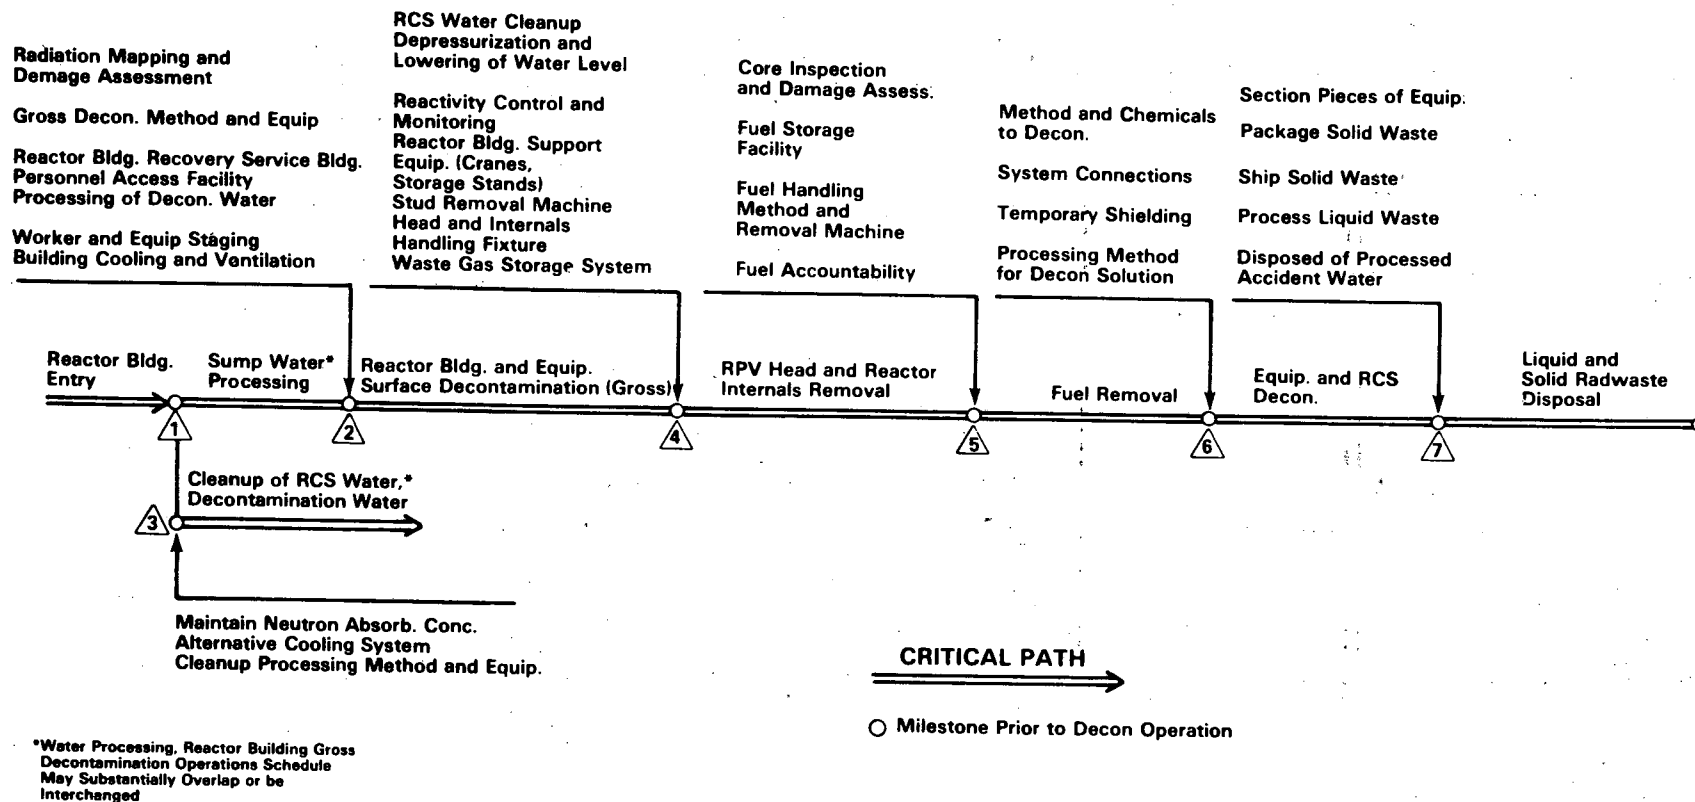 Radiation Mapping and
Damage Assessment
Gross Decon. Method and Equip
Reactor Bldg. Recovery Service Bldg.
Personnel Access Facility
Processing of Decon. Water
Worker and Equip Staging
Building Cooling and Ventilation
RCS Water Cleanup
Depressurization and
Lowering of Water Level
Reactivity Control and
Monitoring
Reactor Bldg. Support
Equip. (Cranes,
Storage Stands)
Stud Removal Machine
Head and Internals
Handling Fixture
Waste Gas Storage System
Core Inspection
and Damage Assess.
Fuel Storage
Facility
Fuel Handling
Method and
Removal Machine
Fuel Accountability
Method and Chemicals
to Decon.
System Connections
Temporary Shielding
Processing Method
for Decon Solution
Section Pieces of Equip.
Package Solid Waste
Ship Solid Waste
Process Liquid Waste
Disposed of Processed
Accident Water
Reactor Bldg.
Entry
Sump Water*
Processing
Reactor Bldg. and Equip.
Surface Decontamination (Gross)
RPV Head and Reactor
Internals Removal
Fuel Removal
Equip. and RCS
Decon.
Liquid and
Solid Radwaste
Disposal
1
2
4
5
6
7
Cleanup of RCS Water,*
Decontamination Water
3
Maintain Neutron Absorb. Conc.
Alternative Cooling System
Cleanup Processing Method and Equip.
CRITICAL PATH
Milestone Prior to Decon Operation
*Water Processing, Reactor Building Gross
Decontamination Operations Schedule
May Substantially Overlap or be
Interchanged